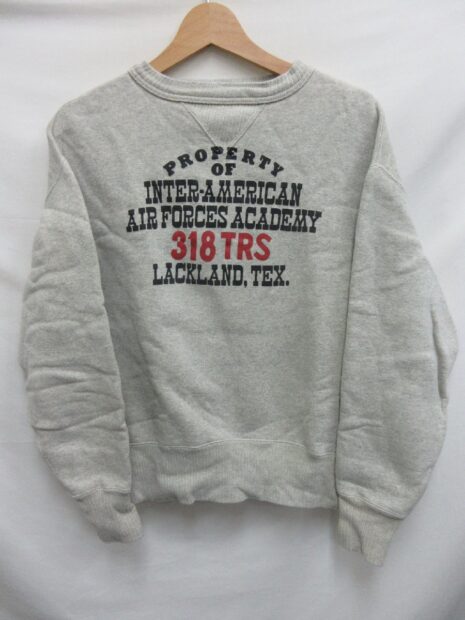 PROPERTY
OF
INTER-AMERICAN
AIR FORCES ACADEMY
318 TRS
LACKLAND, TEX.